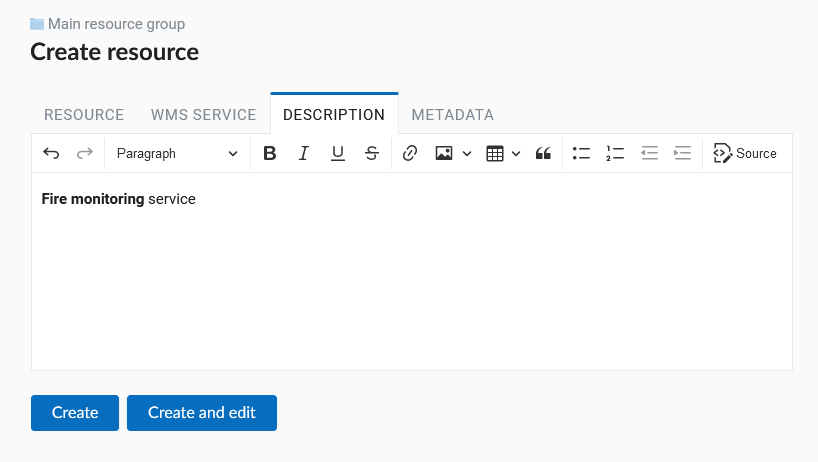 Main resource group
Create resource
RESOURCE WMS SERVICE DESCRIPTION METADATA
Paragraph B I U S Source
Fire monitoring service
Create Create and edit